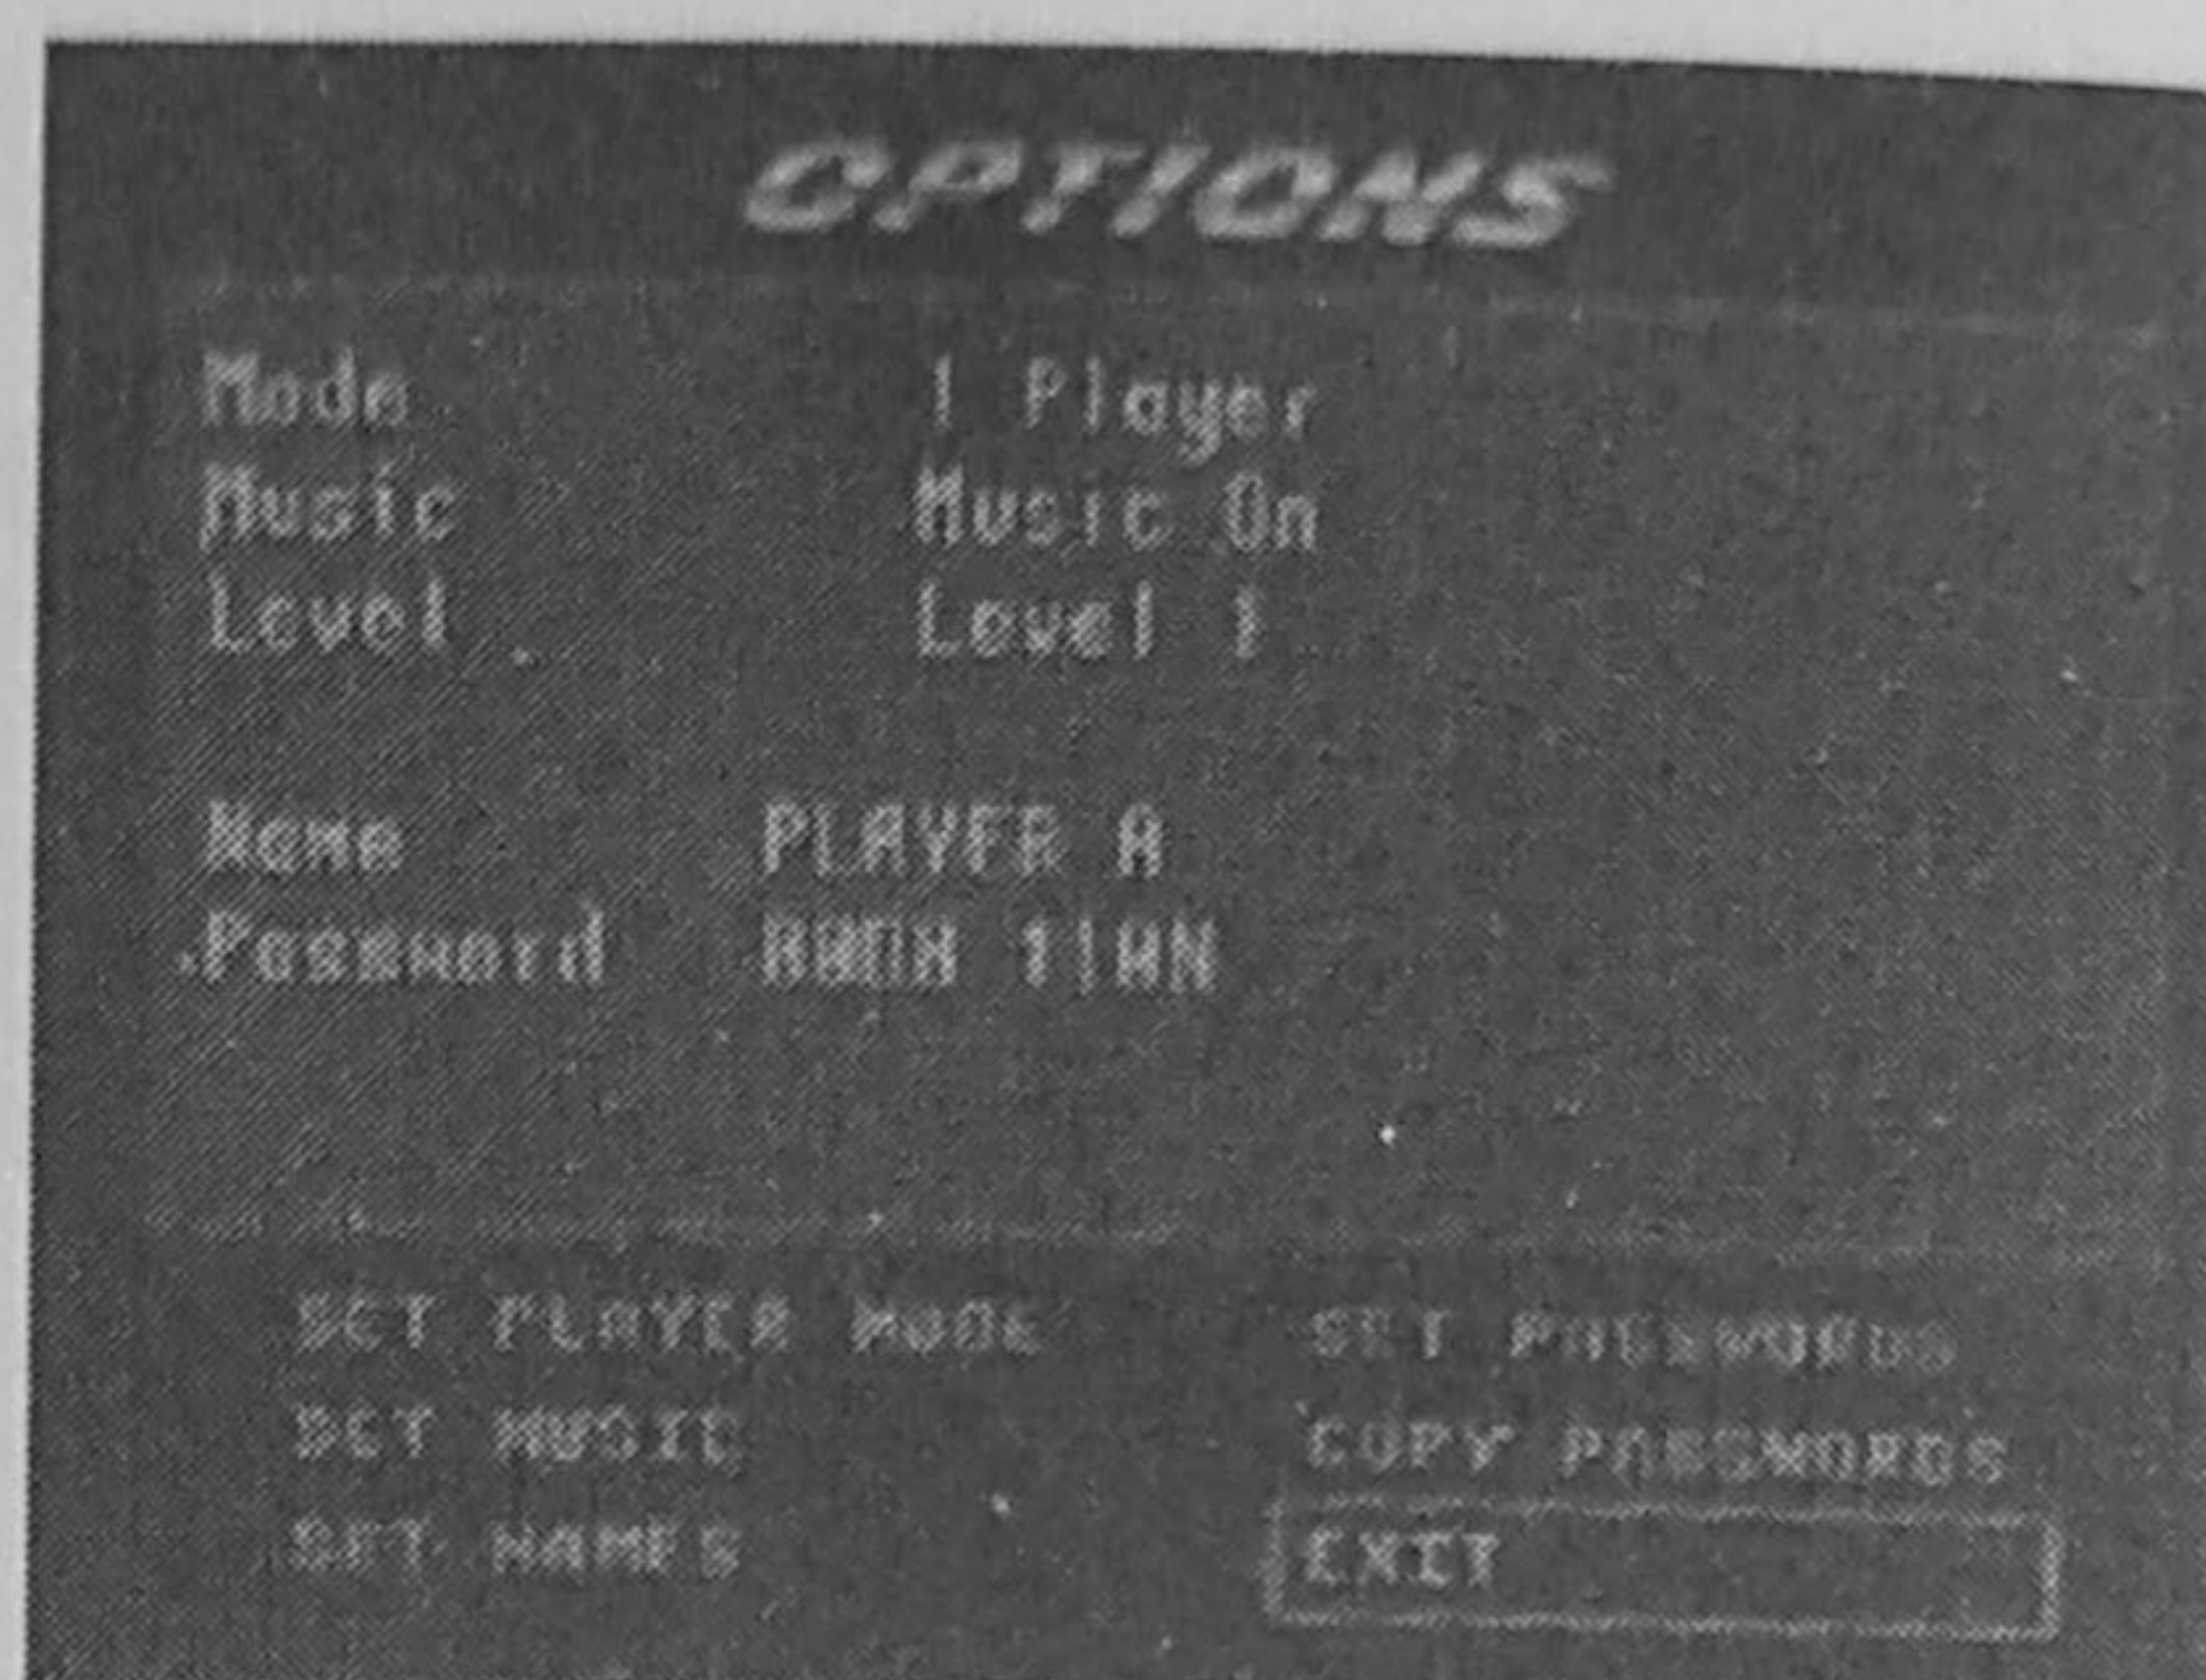 OPTIONS
Mode 1 Player
Music Music On
Level Level 1
Name PLAYER A
Password
SET PLAYER MODE SET PASSWORDS
SET MUSIC COPY PASSWORDS
SET NAMES EXIT